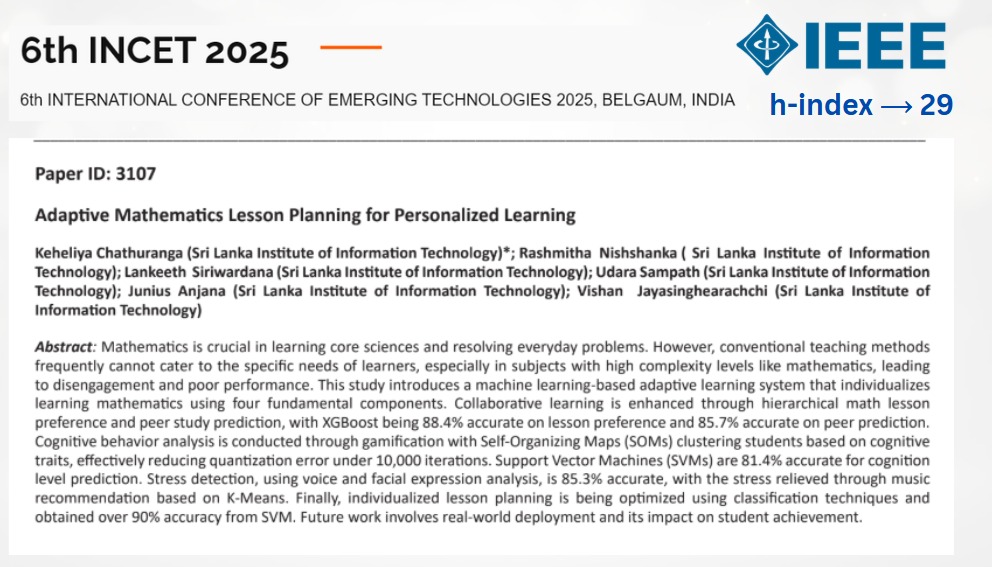 6th INCET 2025
IEEE
6th INTERNATIONAL CONFERENCE OF EMERGING TECHNOLOGIES 2025, BELGAUM, INDIA
h-index → 29
Paper ID: 3107
Adaptive Mathematics Lesson Planning for Personalized Learning
Keheliya Chathuranga (Sri Lanka Institute of Information Technology)*; Rashmitha Nishshanka ( Sri Lanka Institute of Information
Technology); Lankeeth Siriwardana (Sri Lanka Institute of Information Technology); Udara Sampath (Sri Lanka Institute of Information
Technology); Junius Anjana (Sri Lanka Institute of Information Technology); Vishan Jayasinghearachchi (Sri Lanka Institute of
Information Technology)
Abstract: Mathematics is crucial in learning core sciences and resolving everyday problems. However, conventional teaching methods
frequently cannot cater to the specific needs of learners, especially in subjects with high complexity levels like mathematics, leading
to disengagement and poor performance. This study introduces a machine learning-based adaptive learning system that individualizes
learning mathematics using four fundamental components. Collaborative learning is enhanced through hierarchical math lesson
preference and peer study prediction, with XGBoost being 88.4% accurate on lesson preference and 85.7% accurate on peer prediction.
Cognitive behavior analysis is conducted through gamification with Self-Organizing Maps (SOMs) clustering students based on cognitive
traits, effectively reducing quantization error under 10,000 iterations. Support Vector Machines (SVMs) are 81.4% accurate for cognition
level prediction. Stress detection, using voice and facial expression analysis, is 85.3% accurate, with the stress relieved through music
recommendation based on K-Means. Finally, individualized lesson planning is being optimized using classification techniques and
obtained over 90% accuracy from SVM. Future work involves real-world deployment and its impact on student achievement.